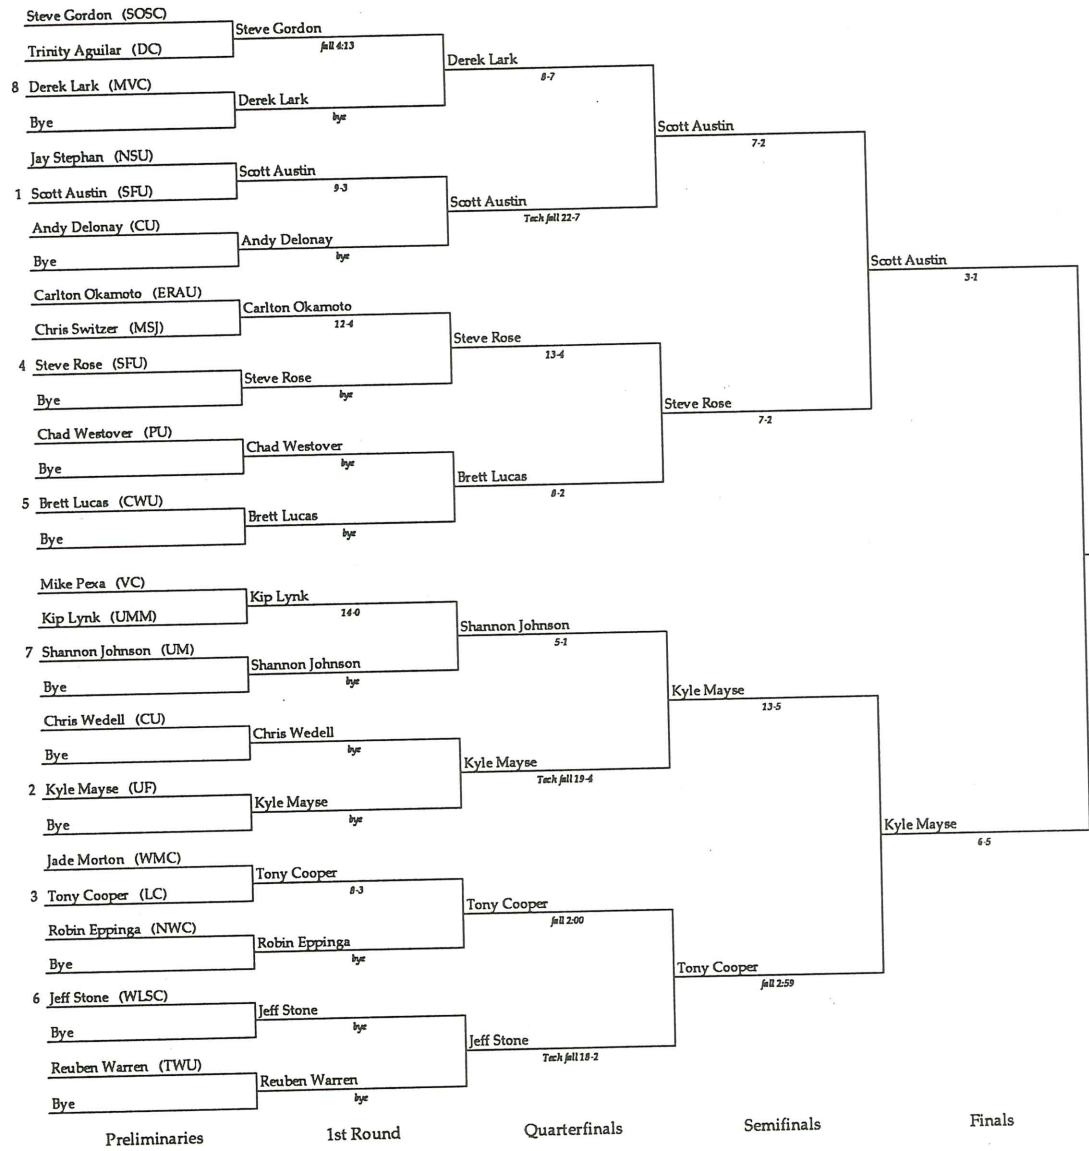 Steve Gordon (SOSC)
Steve Gordon
fall 4:13
Trinity Aguilar (DC)
Derek Lark
8-7
8 Derek Lark (MVC)
Derek Lark
bye
Bye
Scott Austin
7-2
Jay Stephan (NSU)
Scott Austin
9-3
1 Scott Austin (SFU)
Scott Austin
Tech fall 22-7
Andy Delonay (CU)
Andy Delonay
bye
Bye
Scott Austin
3-1
Carlton Okamoto (ERAU)
Carlton Okamoto
12-4
Chris Switzer (MSJ)
Steve Rose
13-4
4 Steve Rose (SFU)
Steve Rose
bye
Bye
Steve Rose
7-2
Chad Westover (PU)
Chad Westover
bye
Bye
Brett Lucas
8-2
5 Brett Lucas (CWU)
Brett Lucas
bye
Bye
Mike Pexa (VC)
Kip Lynk
14-0
Kip Lynk (UMM)
Shannon Johnson
5-1
7 Shannon Johnson (UM)
Shannon Johnson
bye
Bye
Kyle Mayse
13-5
Chris Wedell (CU)
Chris Wedell
bye
Bye
Kyle Mayse
Tech fall 19-4
2 Kyle Mayse (UF)
Kyle Mayse
bye
Bye
Kyle Mayse
6-5
Jade Morton (WMC)
Tony Cooper
8-3
3 Tony Cooper (LC)
Tony Cooper
fall 2:00
Robin Eppinga (NWC)
Robin Eppinga
bye
Bye
Tony Cooper
fall 2:59
6 Jeff Stone (WLSC)
Jeff Stone
bye
Bye
Jeff Stone
Tech fall 18-2
Reuben Warren (TWU)
Reuben Warren
bye
Bye
Preliminaries
1st Round
Quarterfinals
Semifinals
Finals